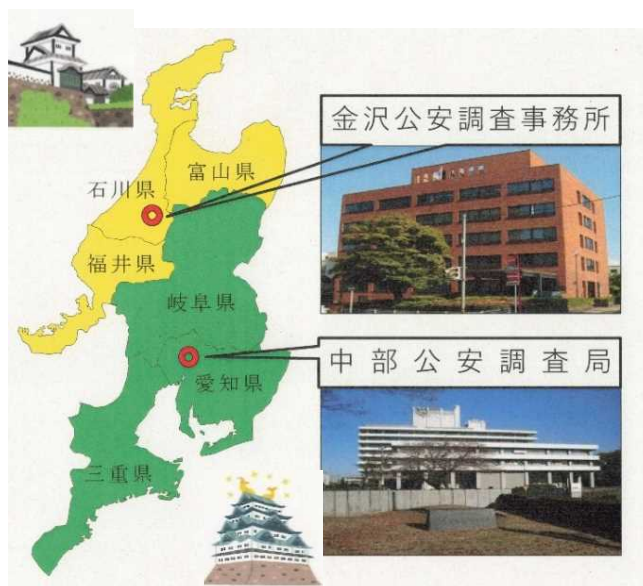 金沢公安調査事務所
富山県
石川県
福井県
岐阜県
中部公安調査局
愛知県
三重県